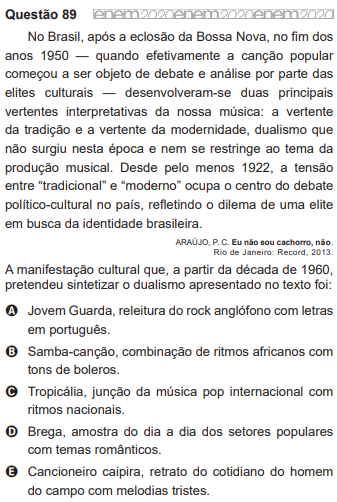 Questão 89 enem2020enem2020enem2020
No Brasil, após a eclosão da Bossa Nova, no fim dos
anos 1950 — quando efetivamente a canção popular
começou a ser objeto de debate e análise por parte das
elites culturais — desenvolveram-se duas principais
vertentes interpretativas da nossa música: a vertente
da tradição e a vertente da modernidade, dualismo que
não surgiu nesta época e nem se restringe ao tema da
produção musical. Desde pelo menos 1922, a tensão
entre “tradicional” e “moderno” ocupa o centro do debate
político-cultural no país, refletindo o dilema de uma elite
em busca da identidade brasileira.
ARAÚJO, P. C. Eu não sou cachorro, não.
Rio de Janeiro: Record, 2013.
A manifestação cultural que, a partir da década de 1960,
pretendeu sintetizar o dualismo apresentado no texto foi:
A Jovem Guarda, releitura do rock anglófono com letras
em português.
B Samba-canção, combinação de ritmos africanos com
tons de boleros.
C Tropicália, junção da música pop internacional com
ritmos nacionais.
D Brega, amostra do dia a dia dos setores populares
com temas românticos.
E Cancioneiro caipira, retrato do cotidiano do homem
do campo com melodias tristes.